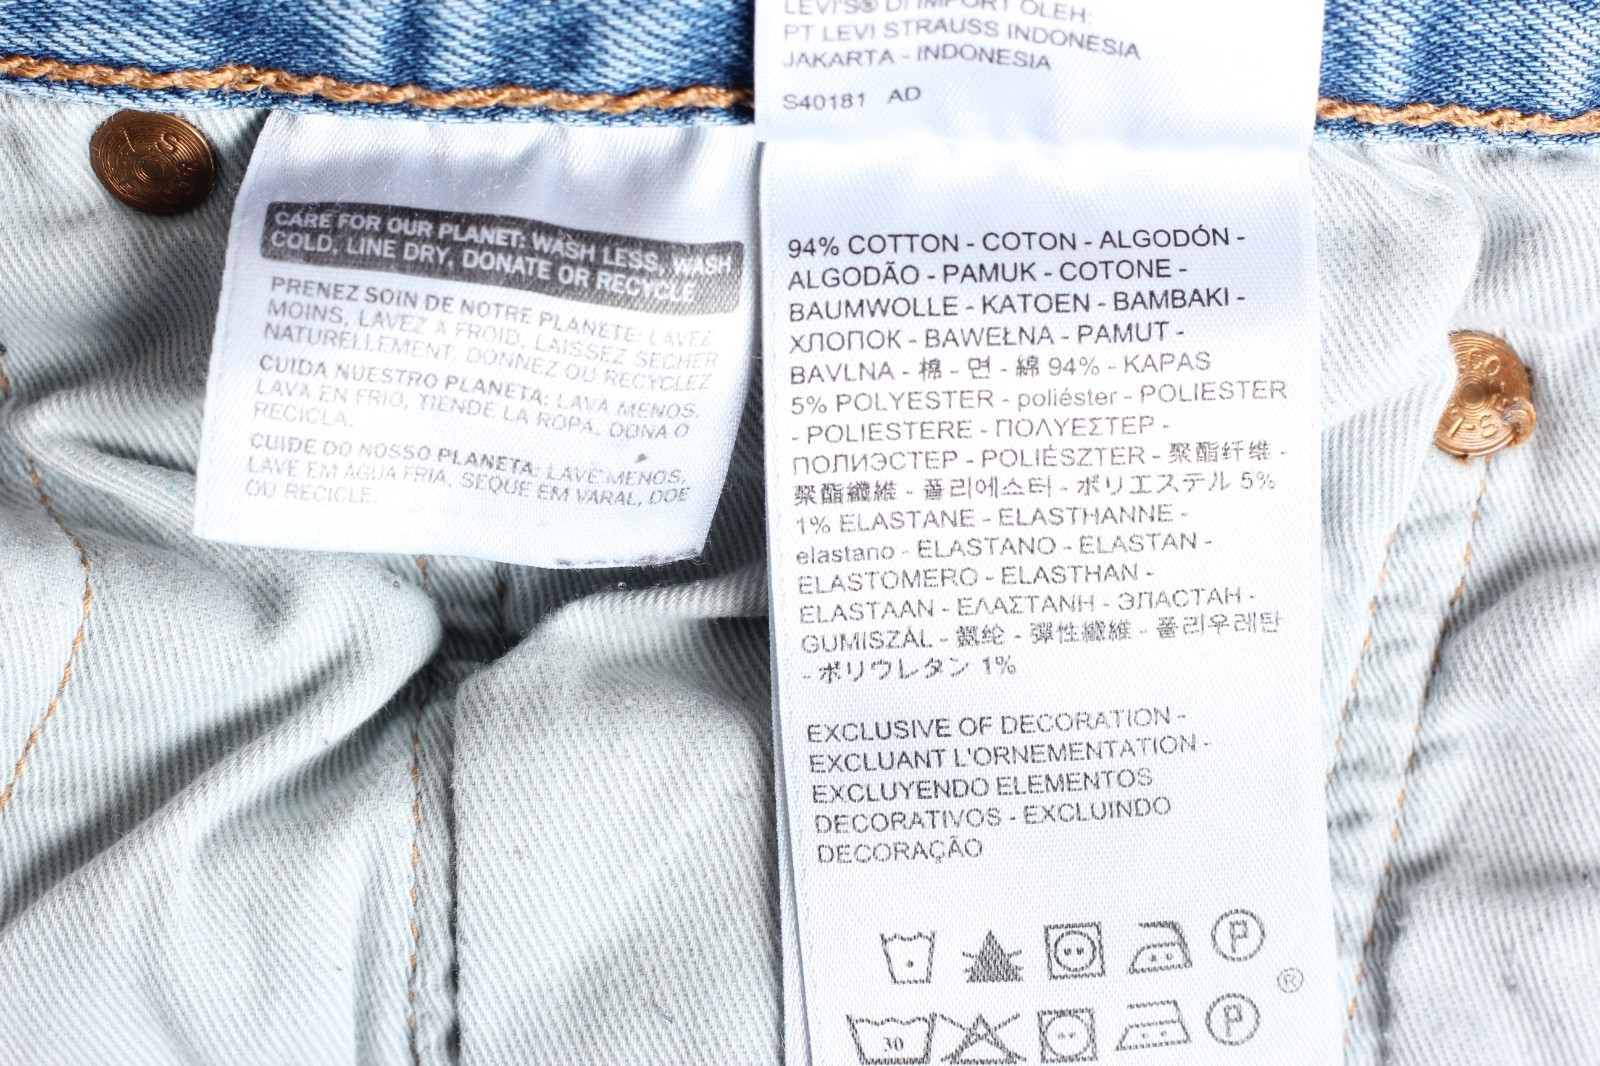 LEVI'S® DI IMPORT OLEH:
PT LEVI STRAUSS INDONESIA
JAKARTA - INDONESIA
S40181 AD
CARE FOR OUR PLANET: WASH LESS, WASH
COLD, LINE DRY, DONATE OR RECYCLE
PRENEZ SOIN DE NOTRE PLANETE: LAVEZ
MOINS, LAVEZ A FROID, LAISSEZ SECHER
NATURELLEMENT, DONNEZ OU RECYCLEZ
CUIDA NUESTRO PLANETA: LAVA MENOS,
LAVA EN FRIO, TIENDE LA ROPA, DONA O
RECICLA.
CUIDE DO NOSSO PLANETA: LAVE MENOS,
LAVE EM ÁGUA FRIA, SEQUE EM VARAL, DOE
OU RECICLE.
94% COTTON - COTON - ALGODÓN -
ALGODÃO - PAMUK - COTONE -
BAUMWOLLE - KATOEN - BAMBAKI -
ХЛОПОК - BAWEŁNA - PAMUT -
BAVLNA - 棉 - 면 - 綿 94% - KAPAS
5% POLYESTER - poliéster - POLIESTER
- POLIESTERE - ΠΟΛΥΕΣΤΕΡ -
ПОЛИЭСТЕР - POLIÉSZTER - 聚酯纤维 -
聚酯纖維 - 폴리에스터 - ポリエステル 5%
1% ELASTANE - ELASTHANNE -
elastano - ELASTANO - ELASTAN -
ELASTOMERO - ELASTHAN -
ELASTAAN - ΕΛΑΣΤΑΝΗ - ЭЛАСТАН -
GUMISZÁL - 氨纶 - 彈性纖維 - 폴리우레탄
- ポリウレタン 1%
EXCLUSIVE OF DECORATION -
EXCLUANT L'ORNEMENTATION -
EXCLUYENDO ELEMENTOS
DECORATIVOS - EXCLUINDO
DECORAÇÃO
P
®
30 P